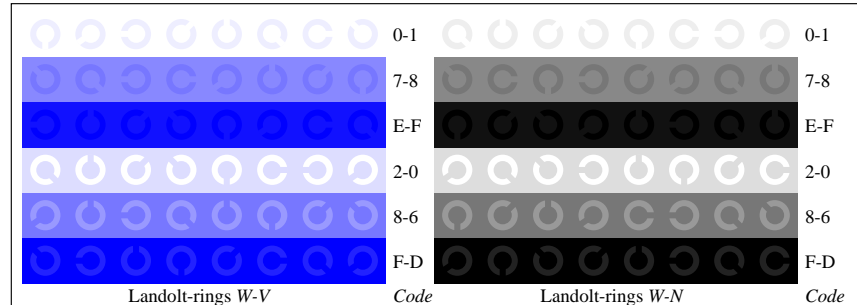 0-1 0-1
7-8 7-8
E-F E-F
2-0 2-0
8-6 8-6
F-D F-D
Landolt-rings W-V Code Landolt-rings W-N Code